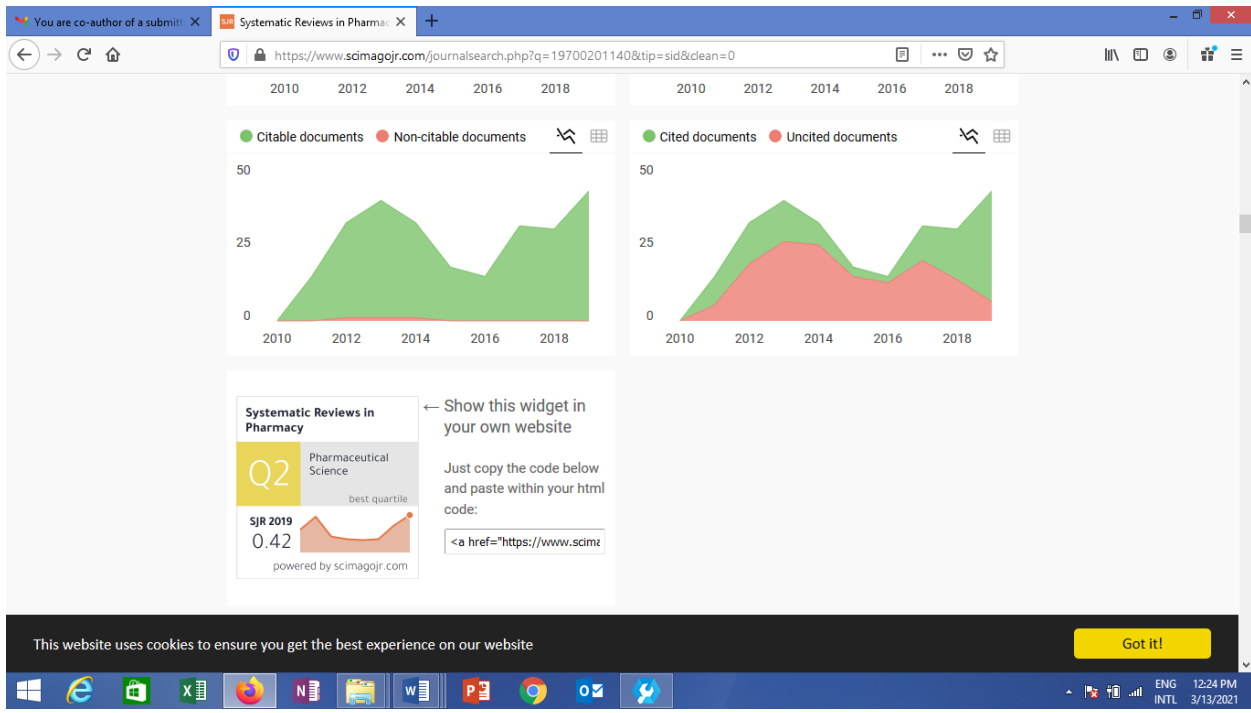 You are co-author of a submitt
SJR Systematic Reviews in Pharmac
https://www.scimagojr.com/journalsearch.php?q=19700201140&tip=sid&clean=0
2010 2012 2014 2016 2018
2010 2012 2014 2016 2018
Citable documents Non-citable documents
50
25
0
2010 2012 2014 2016 2018
Cited documents Uncited documents
50
25
0
2010 2012 2014 2016 2018
Systematic Reviews in
Pharmacy
Q2
Pharmaceutical
Science
best quartile
SJR 2019
0.42
powered by scimagojr.com
← Show this widget in
your own website
Just copy the code below
and paste within your html
code:
<a href="https://www.scima
This website uses cookies to ensure you get the best experience on our website
Got it!
ENG
INTL
12:24 PM
3/13/2021